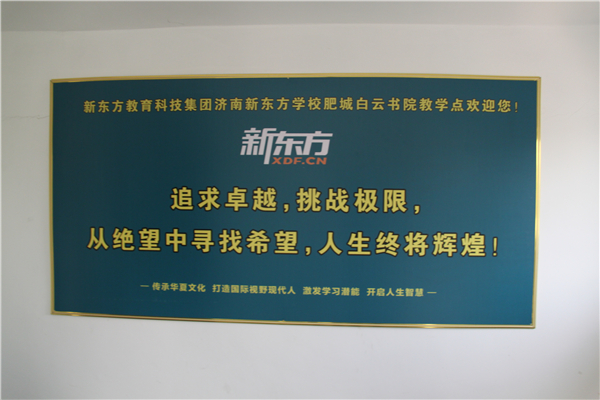 新东方教育科技集团济南新东方学校肥城白云书院教学点欢迎您！
新东方
XDF.CN
追求卓越，挑战极限，
从绝望中寻找希望，人生终将辉煌！
— 传承华夏文化 打造国际视野现代人 激发学习潜能 开启人生智慧 —